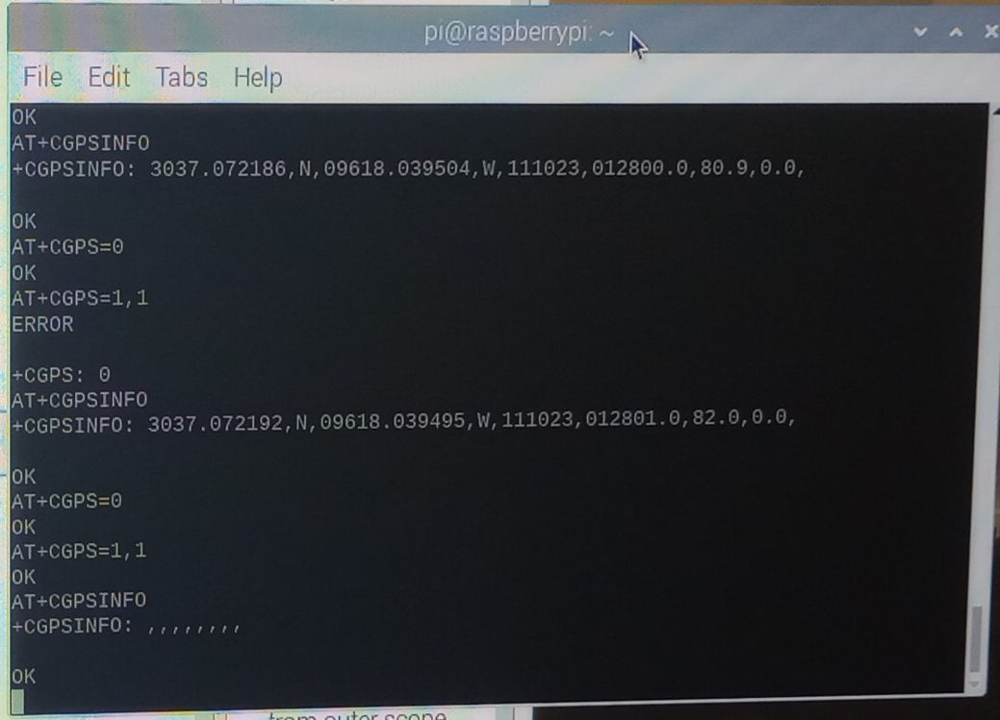 pi@raspberrypi: ~
File Edit Tabs Help
OK
AT+CGPSINFO
+CGPSINFO: 3037.072186,N,09618.039504,W,111023,012800.0,80.9,0.0,
OK
AT+CGPS=0
OK
AT+CGPS=1,1
ERROR
+CGPS: 0
AT+CGPSINFO
+CGPSINFO: 3037.072192,N,09618.039495,W,111023,012801.0,82.0,0.0,
OK
AT+CGPS=0
OK
AT+CGPS=1,1
OK
AT+CGPSINFO
+CGPSINFO: ,,,,,,,,
OK
from outer scope